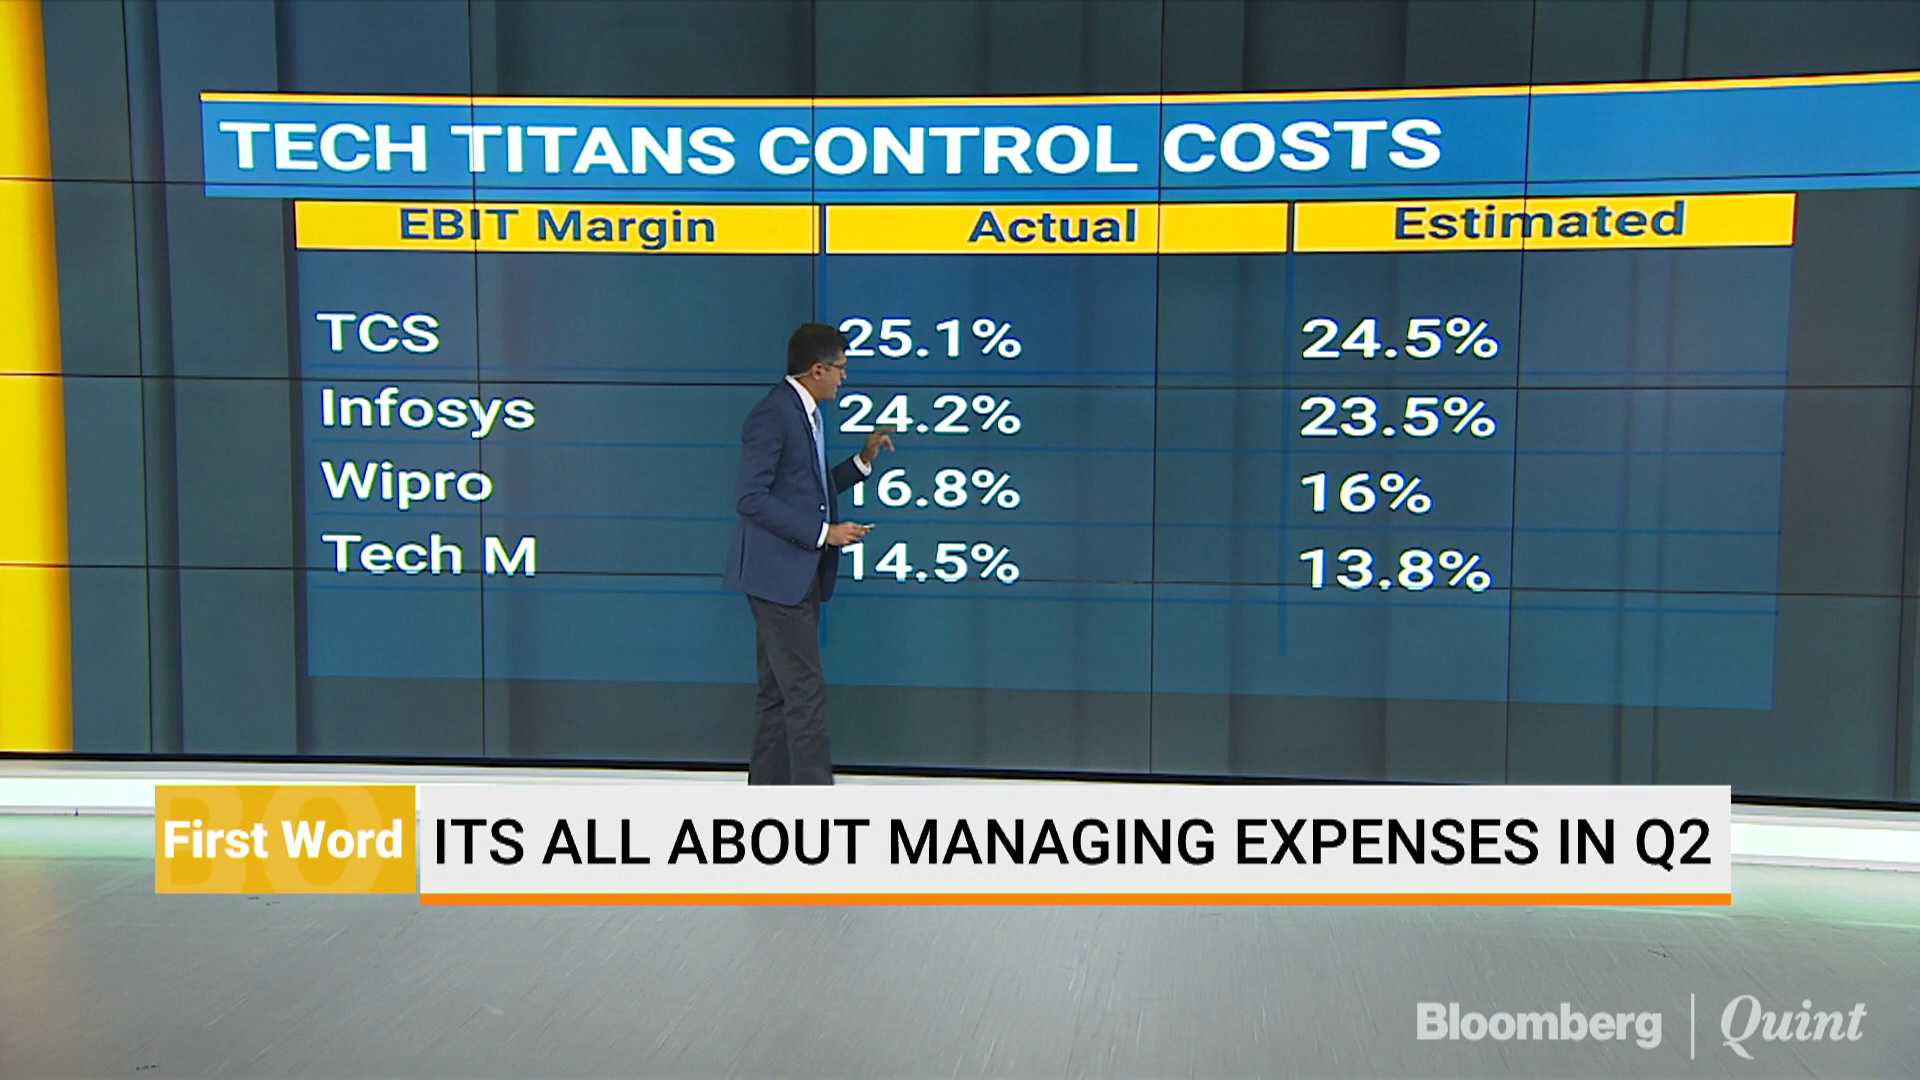 TECH TITANS CONTROL COSTS
EBIT Margin Actual Estimated
TCS 25.1% 24.5%
Infosys 24.2% 23.5%
Wipro 16.8% 16%
Tech M 14.5% 13.8%
First Word ITS ALL ABOUT MANAGING EXPENSES IN Q2
Bloomberg | Quint